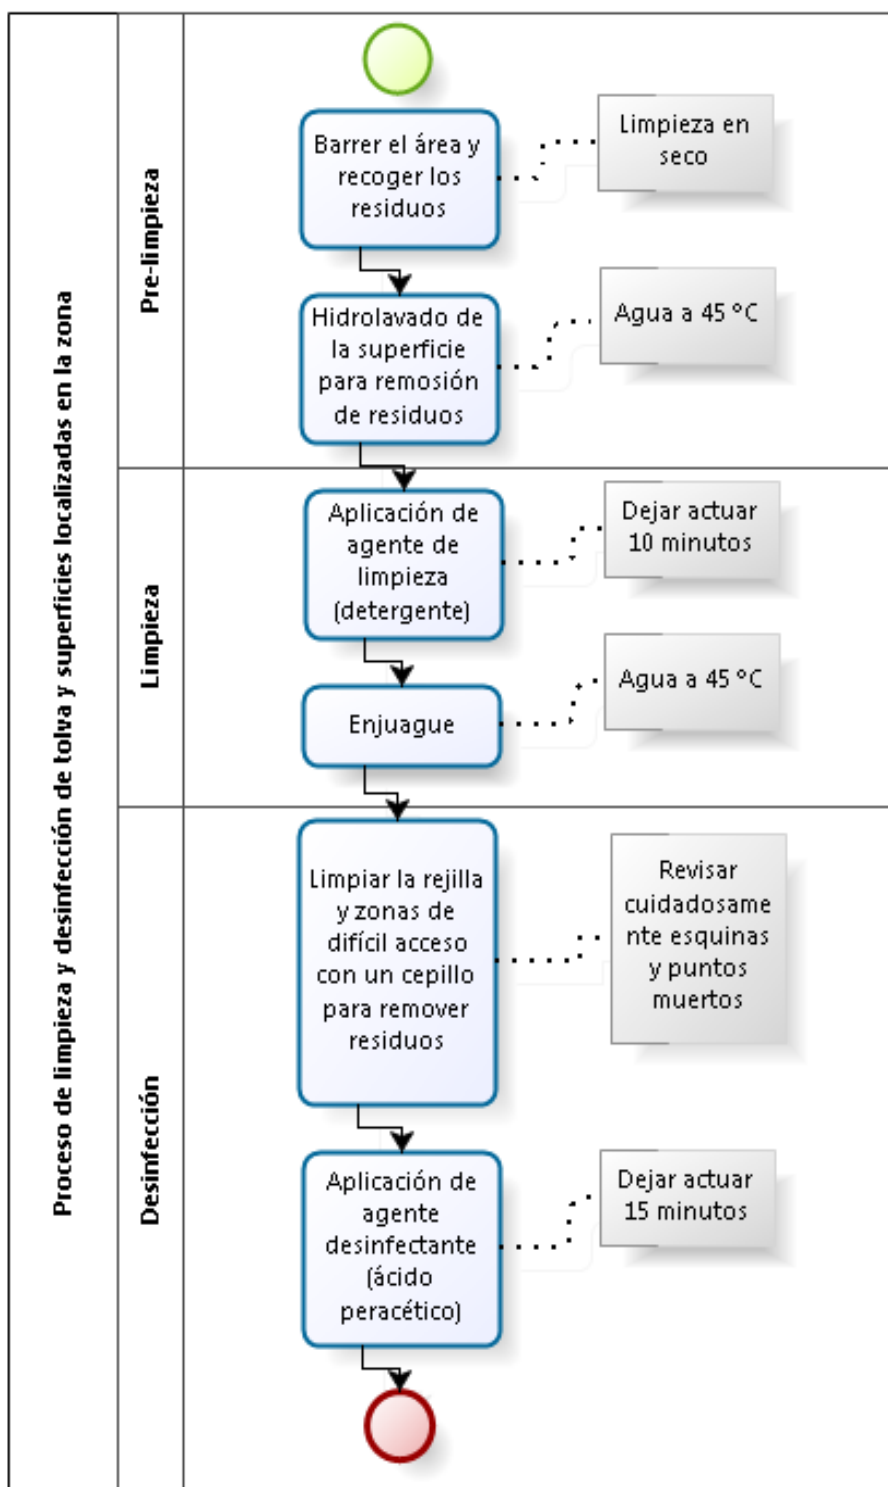 Proceso de limpieza y desinfección de tolva y superficies localizadas en la zona
Pre-limpieza
Barrer el área y
recoger los
residuos
Limpieza en
seco
Hidrolavado de
la superficie
para remosión
de residuos
Agua a 45 ºC
Limpieza
Aplicación de
agente de
limpieza
(detergente)
Dejar actuar
10 minutos
Enjuague
Agua a 45 ºC
Desinfección
Limpiar la rejilla
y zonas de
difícil acceso
con un cepillo
para remover
residuos
Revisar
cuidadosame
nte esquinas
y puntos
muertos
Aplicación de
agente
desinfectante
(ácido
peracético)
Dejar actuar
15 minutos